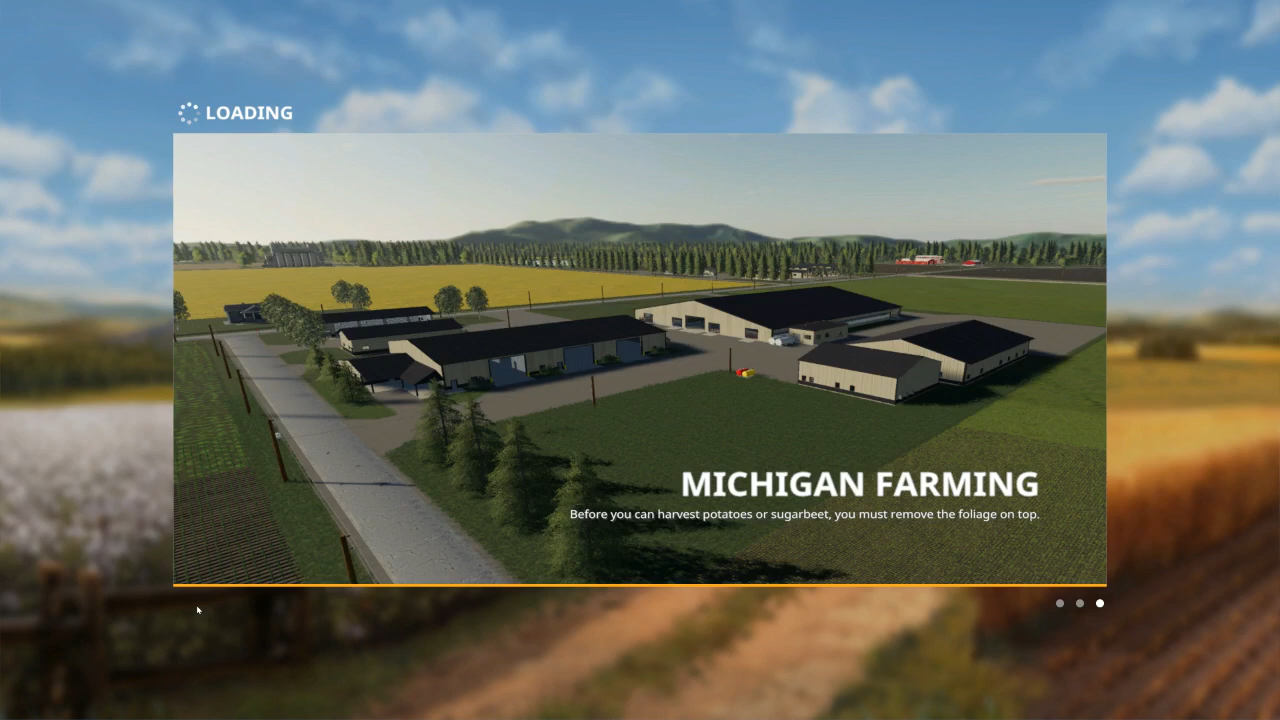 LOADING
MICHIGAN FARMING
Before you can harvest potatoes or sugarbeet, you must remove the foliage on top.